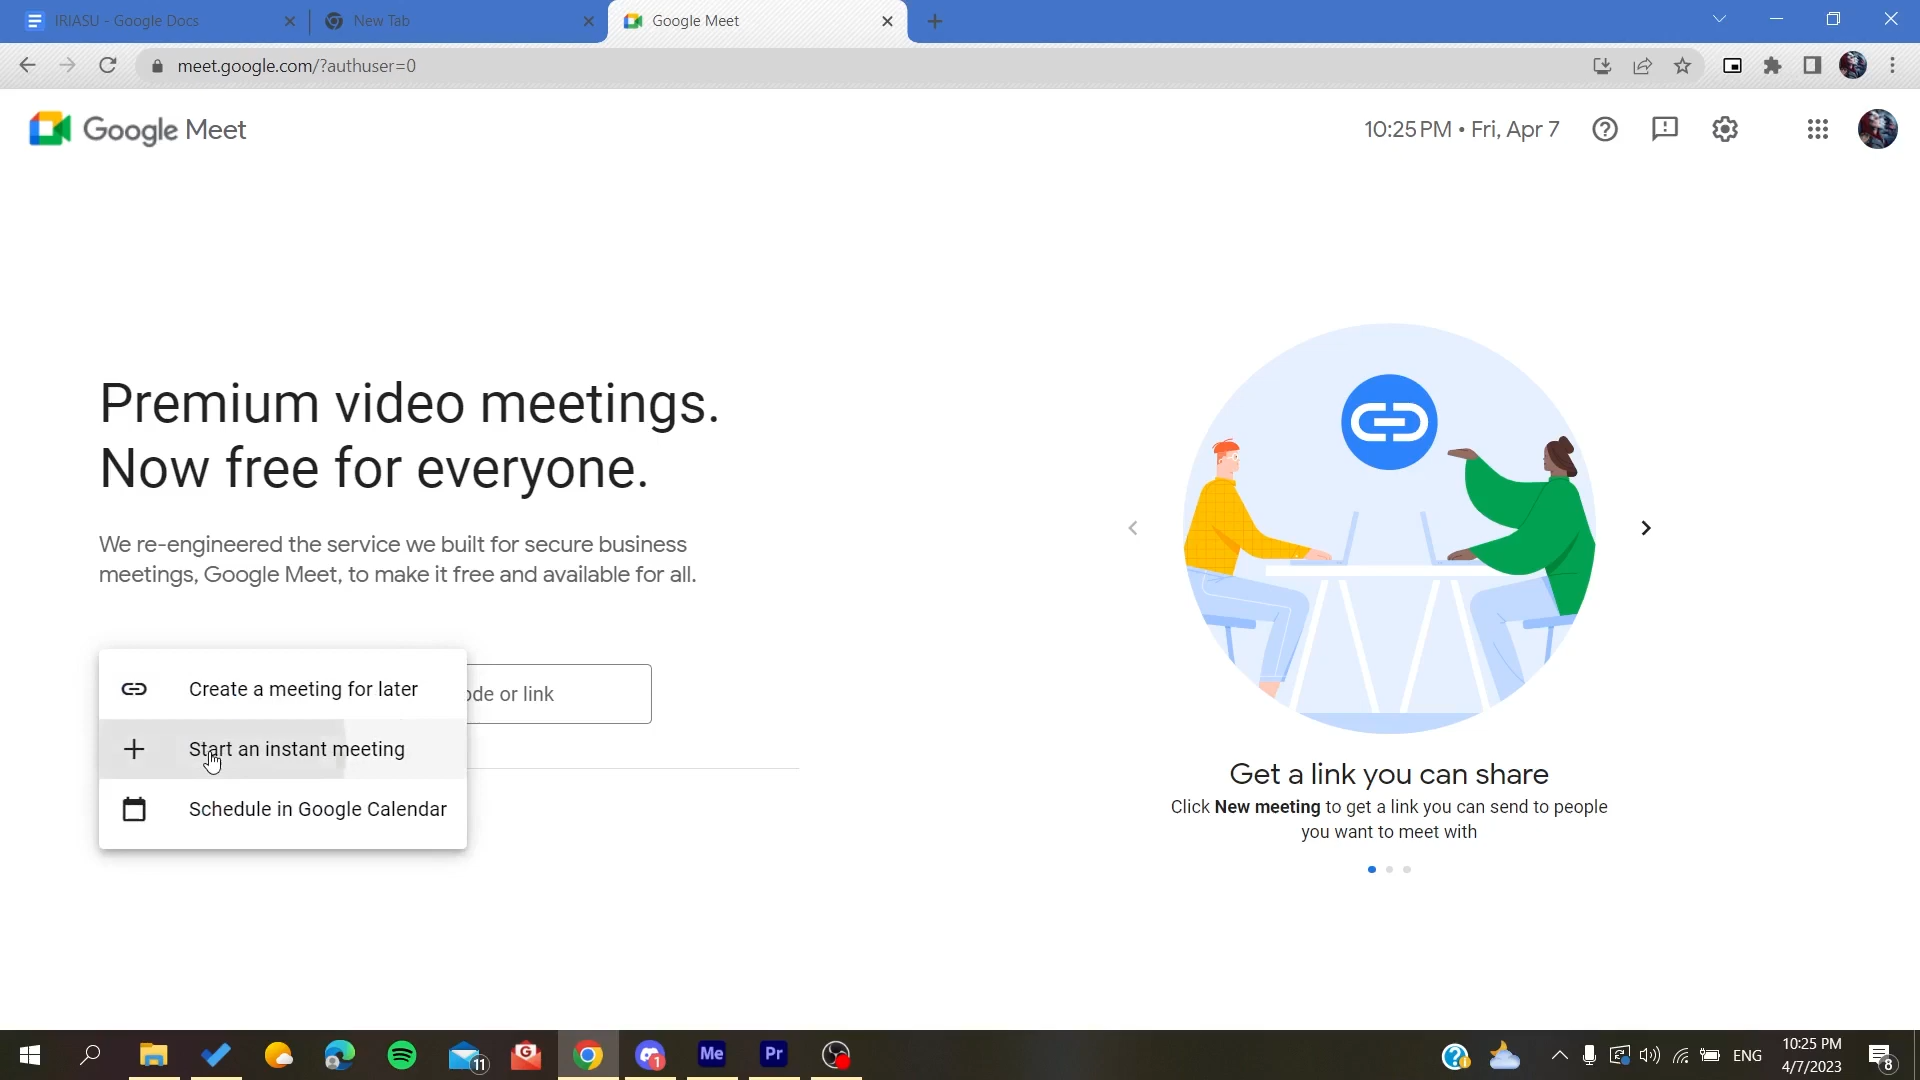 IRIASU - Google Docs
New Tab
Google Meet
meet.google.com/?authuser=0
Google Meet
10:25 PM • Fri, Apr 7
Premium video meetings.
Now free for everyone.
We re-engineered the service we built for secure business
meetings, Google Meet, to make it free and available for all.
Create a meeting for later
ode or link
Start an instant meeting
Schedule in Google Calendar
Get a link you can share
Click New meeting to get a link you can send to people
you want to meet with
11
G
1
Me
Pr
ENG
10:25 PM
4/7/2023
8